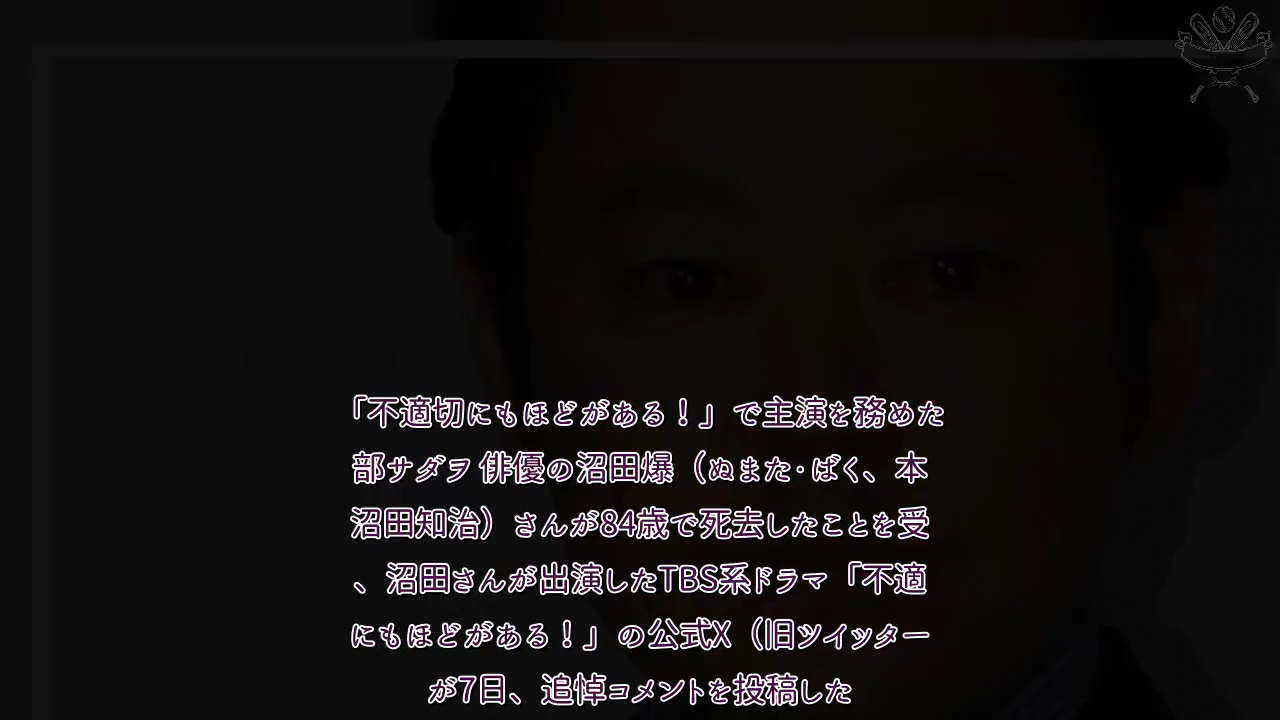 「不適切にもほどがある！」で主演を務めた
部サダヲ 俳優の沼田爆（ぬまた・ばく、本
沼田知治）さんが84歳で死去したことを受
、沼田さんが出演したTBS系ドラマ「不適
にもほどがある！」の公式X（旧ツイッター
が7日、追悼コメントを投稿した